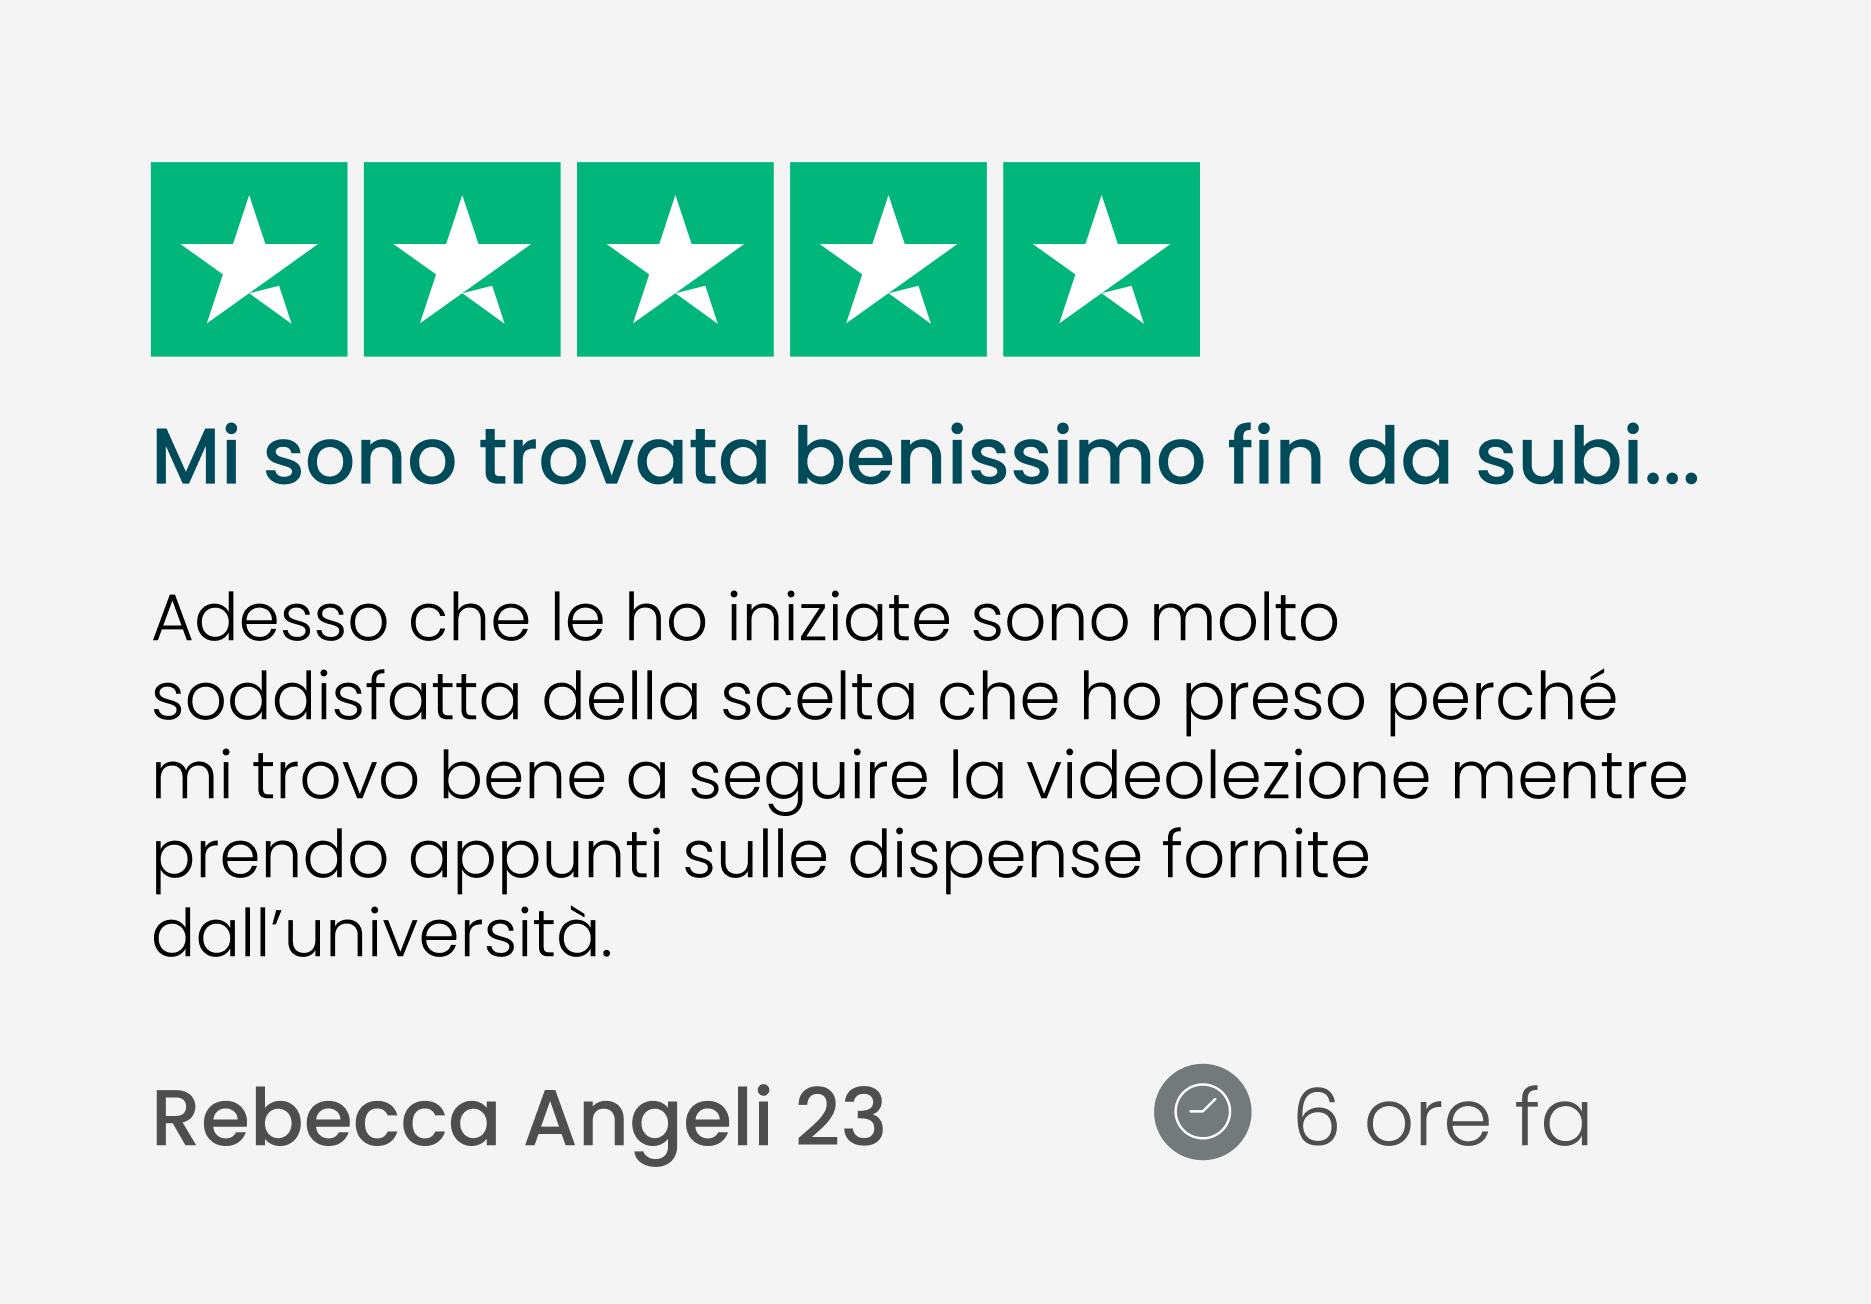 Mi sono trovata benissimo fin da subi...
Adesso che le ho iniziate sono molto
soddisfatta della scelta che ho preso perché
mi trovo bene a seguire la videolezione mentre
prendo appunti sulle dispense fornite
dall’università.
Rebecca Angeli 23
6 ore fa